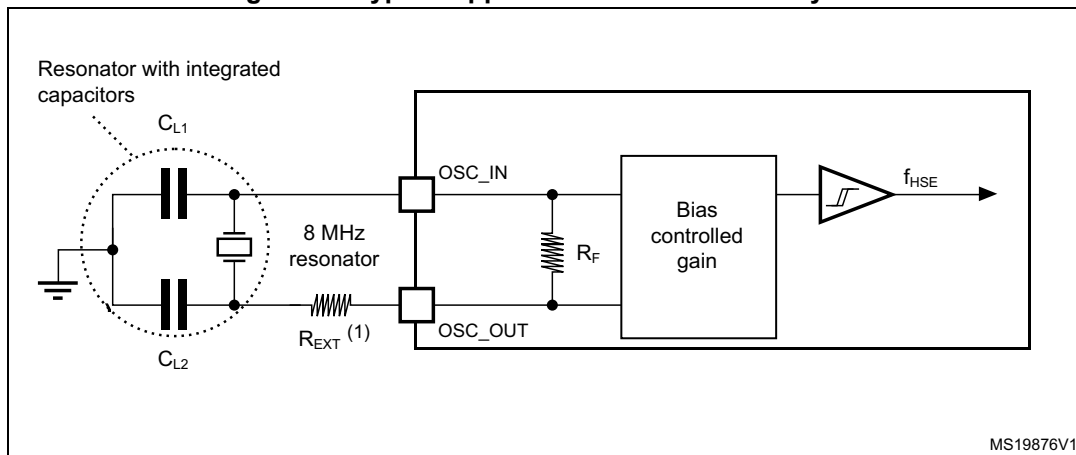 Resonator with integrated
capacitors
CL1
OSC_IN
fHSE
8 MHz
resonator
RF
Bias
controlled
gain
REXT (1)
OSC_OUT
CL2
MS19876V1